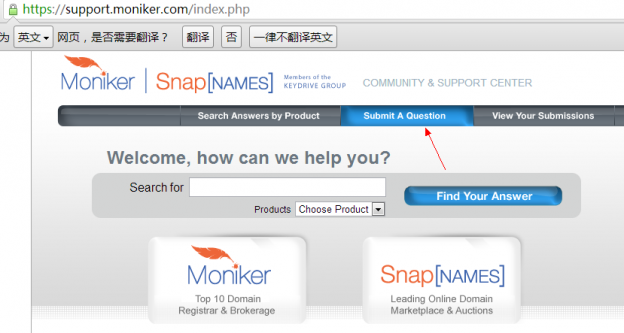 https://support.moniker.com/index.php
为 英文 网页，是否需要翻译？ 翻译 否 一律不翻译英文
Moniker Snap[NAMES] Members of the
KEYDRIVE GROUP COMMUNITY & SUPPORT CENTER
Search Answers by Product Submit A Question View Your Submissions
Welcome, how can we help you?
Search for Find Your Answer
Products Choose Product
Moniker Snap[NAMES]
Top 10 Domain Leading Online Domain
Registrar & Brokerage Marketplace & Auctions